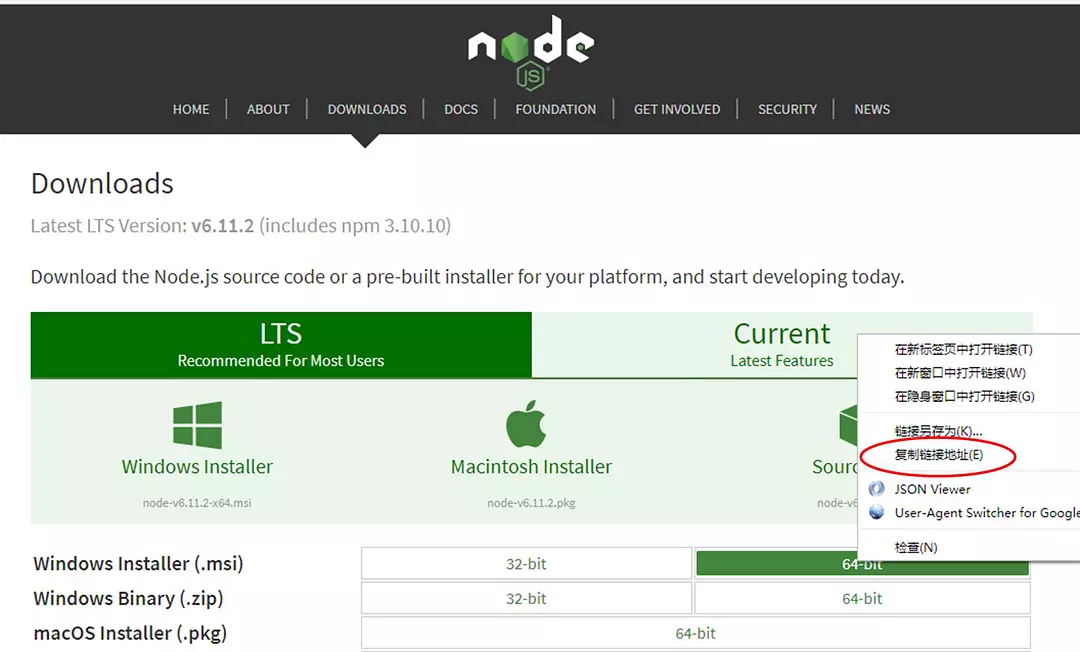 node
JS
HOME ABOUT DOWNLOADS DOCS FOUNDATION GET INVOLVED SECURITY NEWS
Downloads
Latest LTS Version: v6.11.2 (includes npm 3.10.10)
Download the Node.js source code or a pre-built installer for your platform, and start developing today.
LTS
Recommended For Most Users
Current
Latest Features
Windows Installer
node-v6.11.2-x64.msi
Macintosh Installer
node-v6.11.2.pkg
Sourc
node-v6
在新标签页中打开链接(T)
在新窗口中打开链接(W)
在隐身窗口中打开链接(G)
链接另存为(K)...
复制链接地址(E)
JSON Viewer
User-Agent Switcher for Google
检查(N)
Windows Installer (.msi) 32-bit 64-bit
Windows Binary (.zip) 32-bit 64-bit
macOS Installer (.pkg) 64-bit